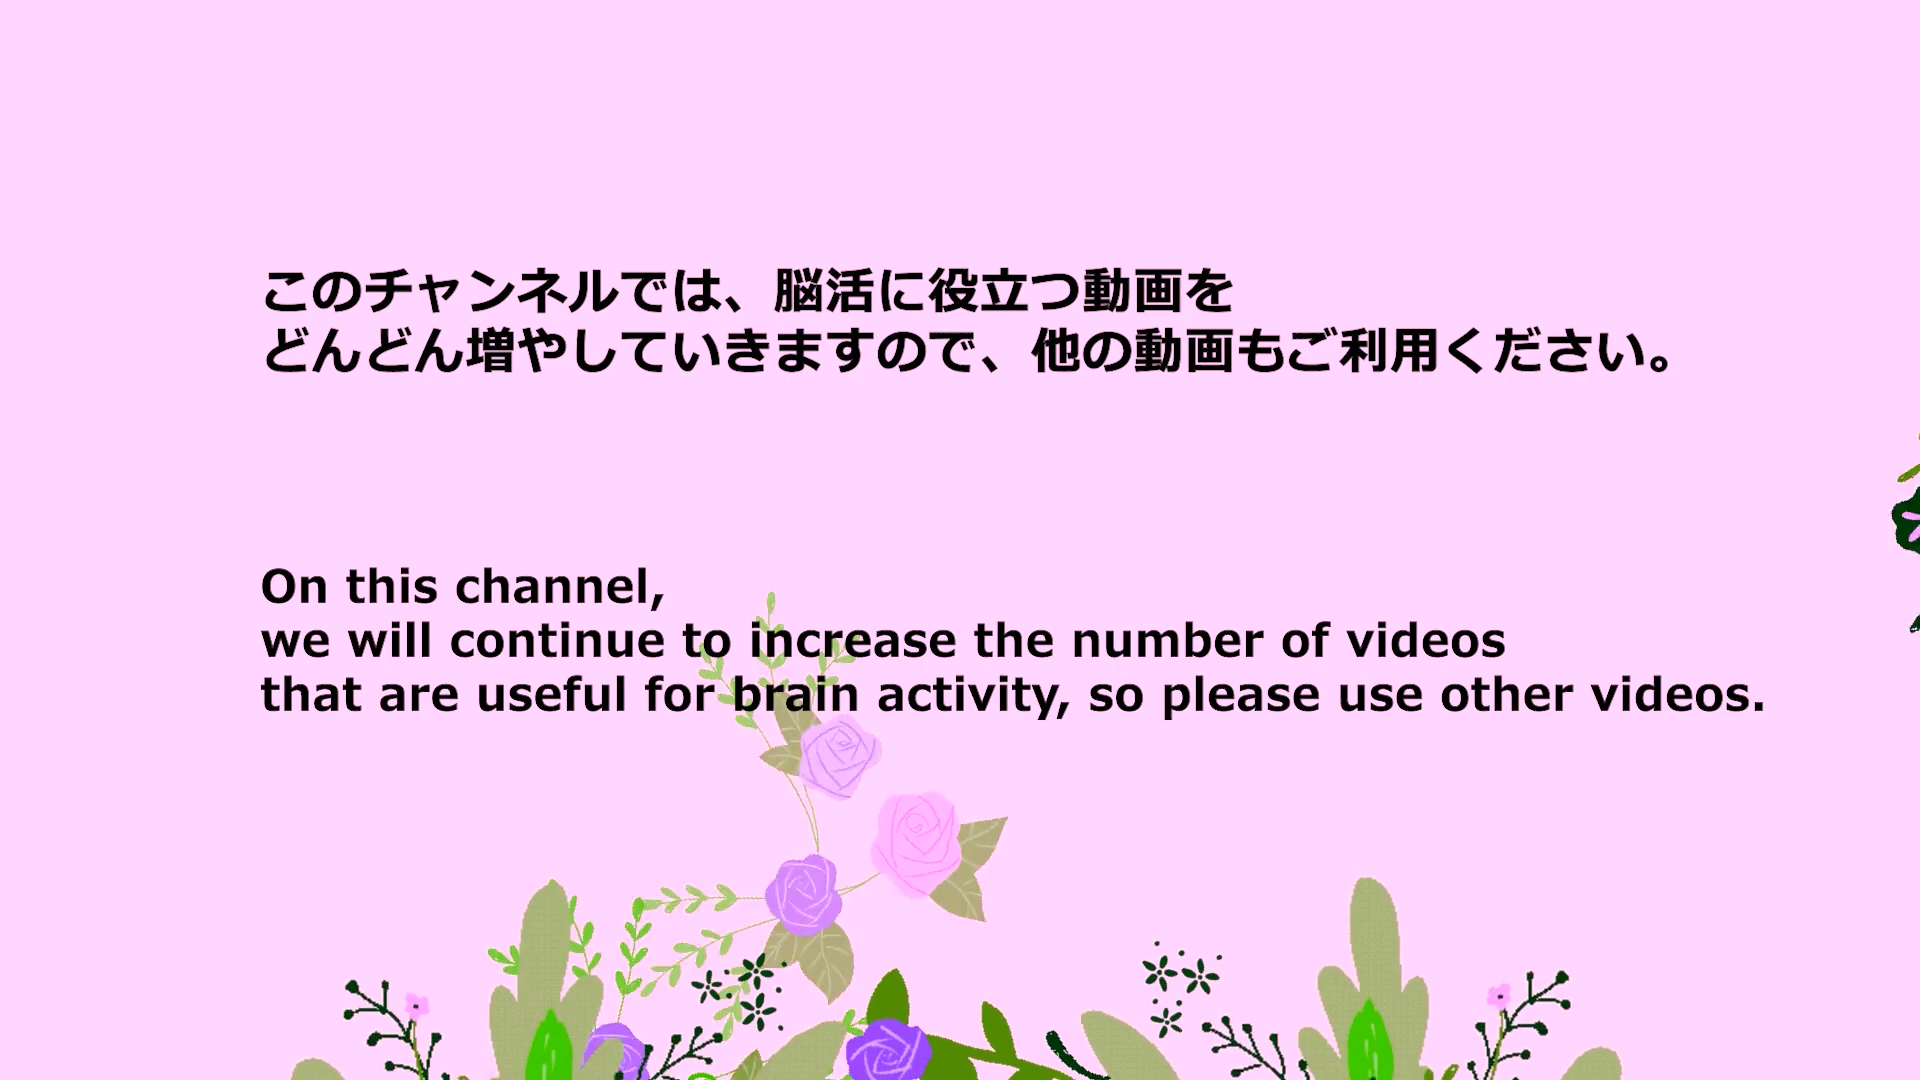 このチャンネルでは、脳活に役立つ動画を
どんどん増やしていきますので、他の動画もご利用ください。
On this channel,
we will continue to increase the number of videos
that are useful for brain activity, so please use other videos.